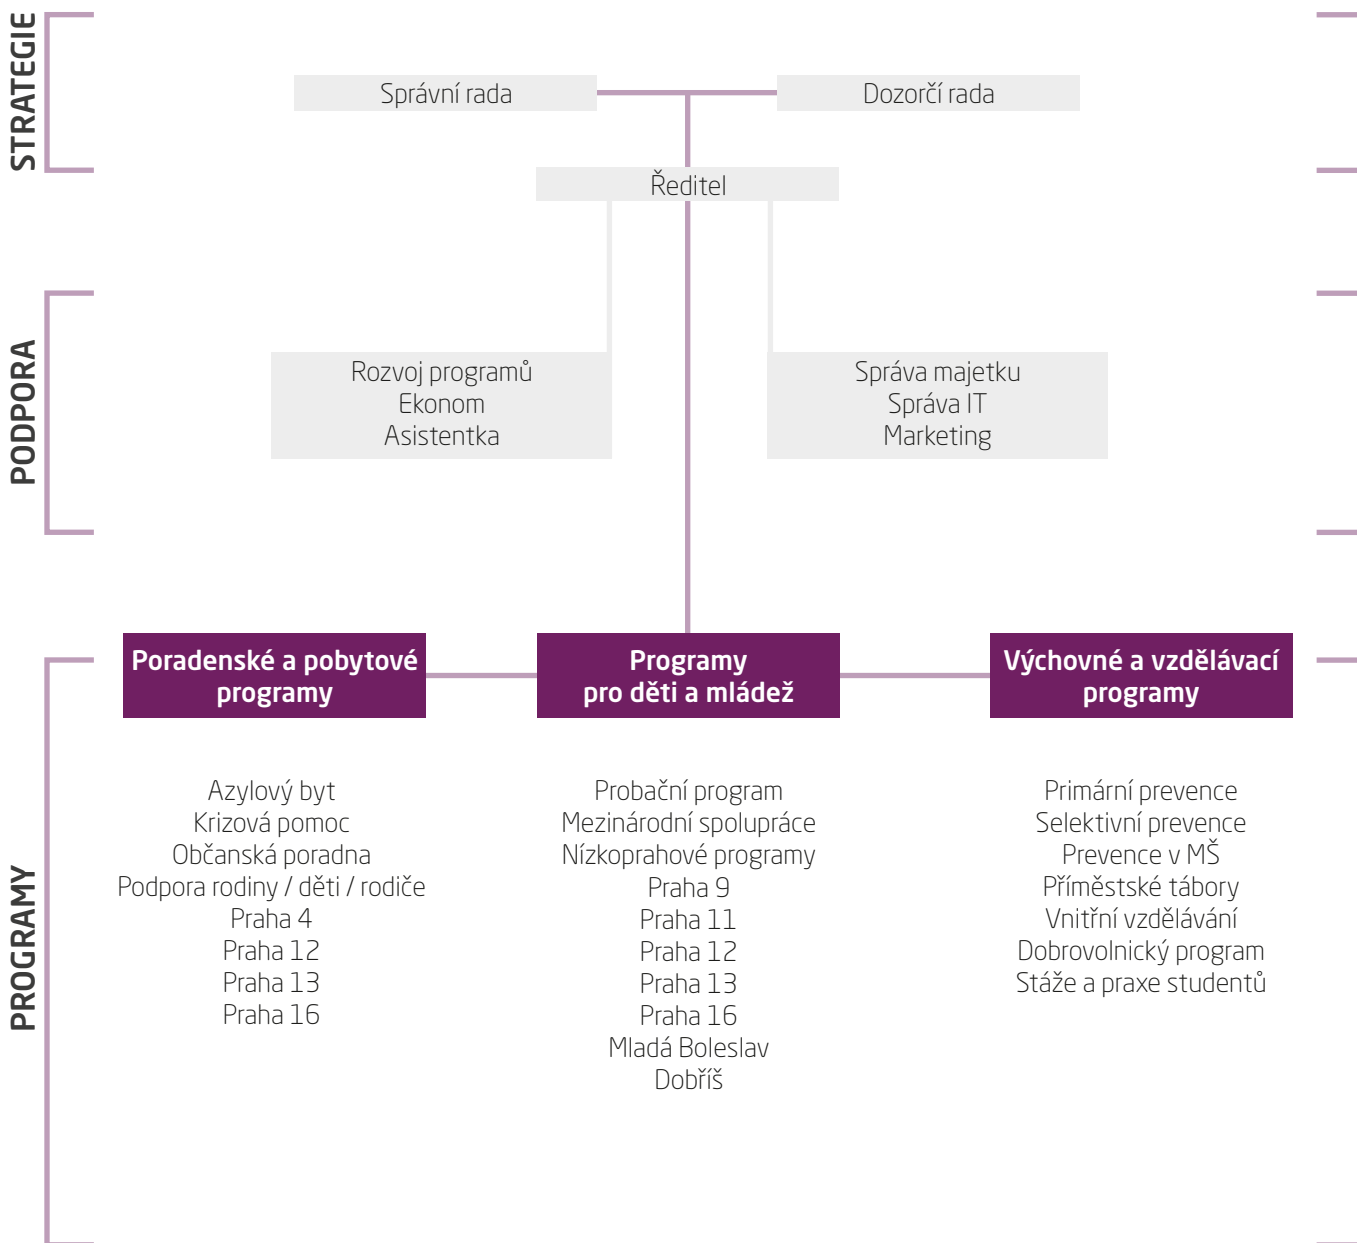 STRATEGIE
Správní rada
Dozorčí rada
Ředitel
PODPORA
Rozvoj programů
Ekonom
Asistentka
Správa majetku
Správa IT
Marketing
PROGRAMY
Poradenské a pobytové
programy
Azylový byt
Krizová pomoc
Občanská poradna
Podpora rodiny / děti / rodiče
Praha 4
Praha 12
Praha 13
Praha 16
Programy
pro děti a mládež
Probační program
Mezinárodní spolupráce
Nízkoprahové programy
Praha 9
Praha 11
Praha 12
Praha 13
Praha 16
Mladá Boleslav
Dobříš
Výchovné a vzdělávací
programy
Primární prevence
Selektivní prevence
Prevence v MŠ
Příměstské tábory
Vnitřní vzdělávání
Dobrovolnický program
Stáže a praxe studentů